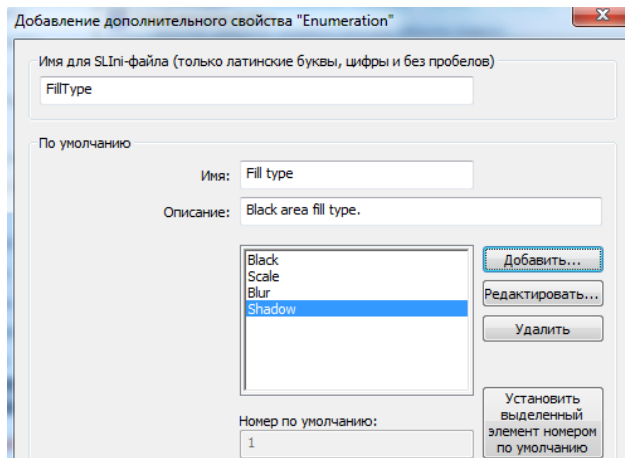 Добавление дополнительного свойства "Enumeration"
Имя для SLIni-файла (только латинские буквы, цифры и без пробелов)
FillType
По умолчанию
Имя: Fill type
Описание: Black area fill type.
Black
Scale
Blur
Shadow
Добавить...
Редактировать...
Удалить
Номер по умолчанию:
1
Установить
выделенный
элемент номером
по умолчанию